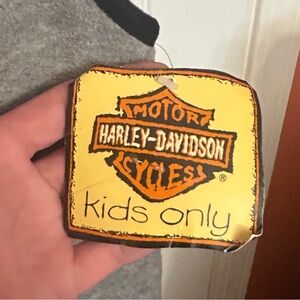 MOTOR
HARLEY-DAVIDSON
CYCLES
®
kids only